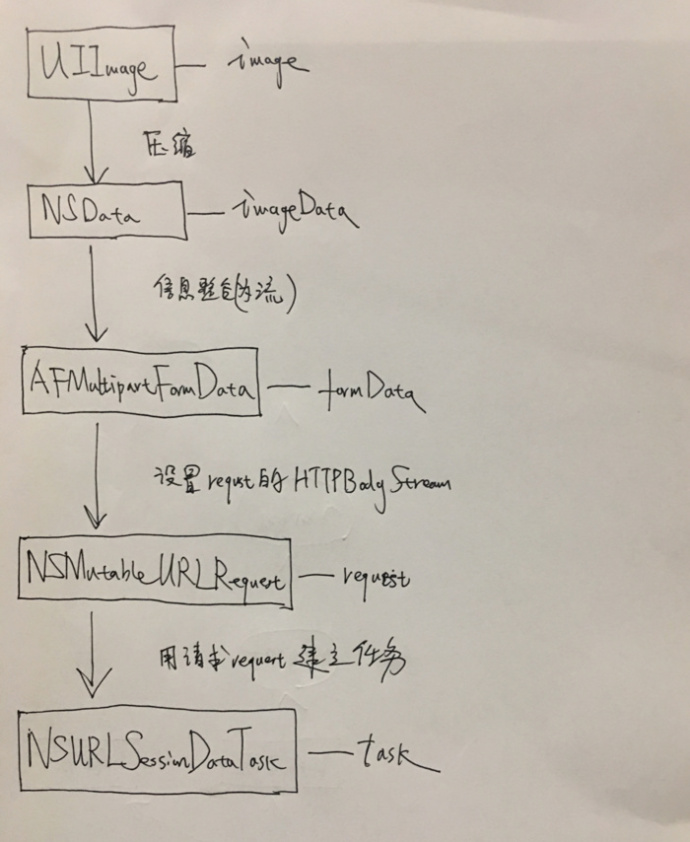 UIImage — image
压缩
NSData — imageData
信息整合(为流)
AFMultipartFormData — formData
设置requst的HTTPBodyStream
NSMutableURLRequest — request
用请求request建立任务
NSURLSessionDataTask — task